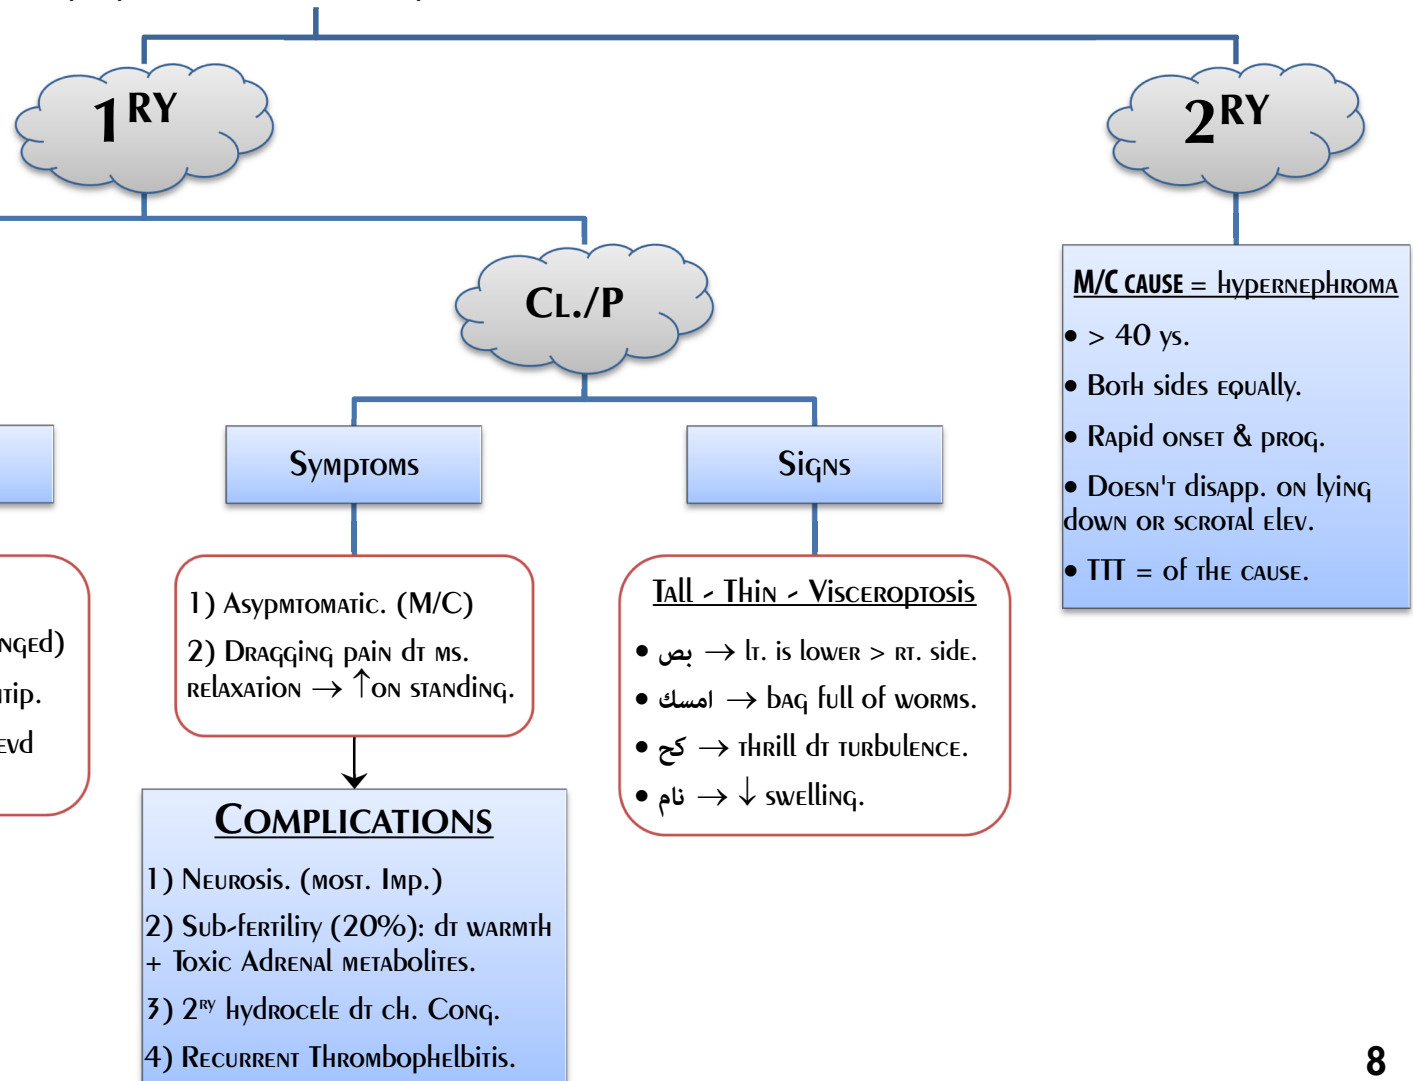 1RY
2RY
CL./P
M/C CAUSE = HYPERNEPHROMA
• > 40 ys.
• Both sides equally.
• Rapid onset & prog.
• Doesn't disapp. on lying
down or scrotal elev.
• TTT = of the cause.
Symptoms
Signs
nged)
tip.
evd
1) Asypmtomatic. (M/C)
2) Dragging pain dt ms.
relaxation → ↑on standing.
Tall - Thin - Visceroptosis
• بص → lt. is lower > rt. side.
• امسك → bag full of worms.
• كح → thrill dt turbulence.
• نام → ↓ swelling.
COMPLICATIONS
1) Neurosis. (most. Imp.)
2) Sub-fertility (20%): dt warmth
+ Toxic Adrenal metabolites.
3) 2RY hydrocele dt ch. Cong.
4) Recurrent Thrombophelbitis.
8